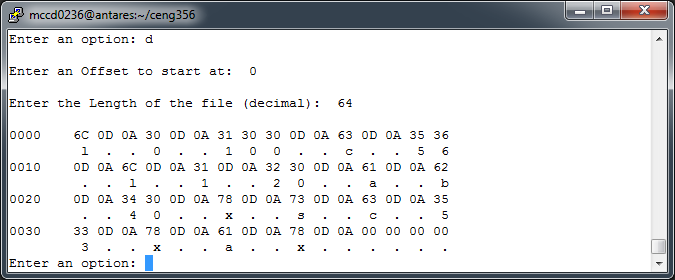 mccd0236@antares:~/ceng356
Enter an option: d
Enter an Offset to start at:  0
Enter the Length of the file (decimal):  64
0000    6C 0D 0A 30 0D 0A 31 30 30 0D 0A 63 0D 0A 35 36
         l  .  .  0  .  .  1  0  0  .  .  c  .  .  5  6
0010    0D 0A 6C 0D 0A 31 0D 0A 32 30 0D 0A 61 0D 0A 62
         .  .  l  .  .  1  .  .  2  0  .  .  a  .  .  b
0020    0D 0A 34 30 0D 0A 78 0D 0A 73 0D 0A 63 0D 0A 35
         .  .  4  0  .  .  x  .  .  s  .  .  c  .  .  5
0030    33 0D 0A 78 0D 0A 61 0D 0A 78 0D 0A 00 00 00 00
         3  .  .  x  .  .  a  .  .  x  .  .  .  .  .  .
Enter an option: